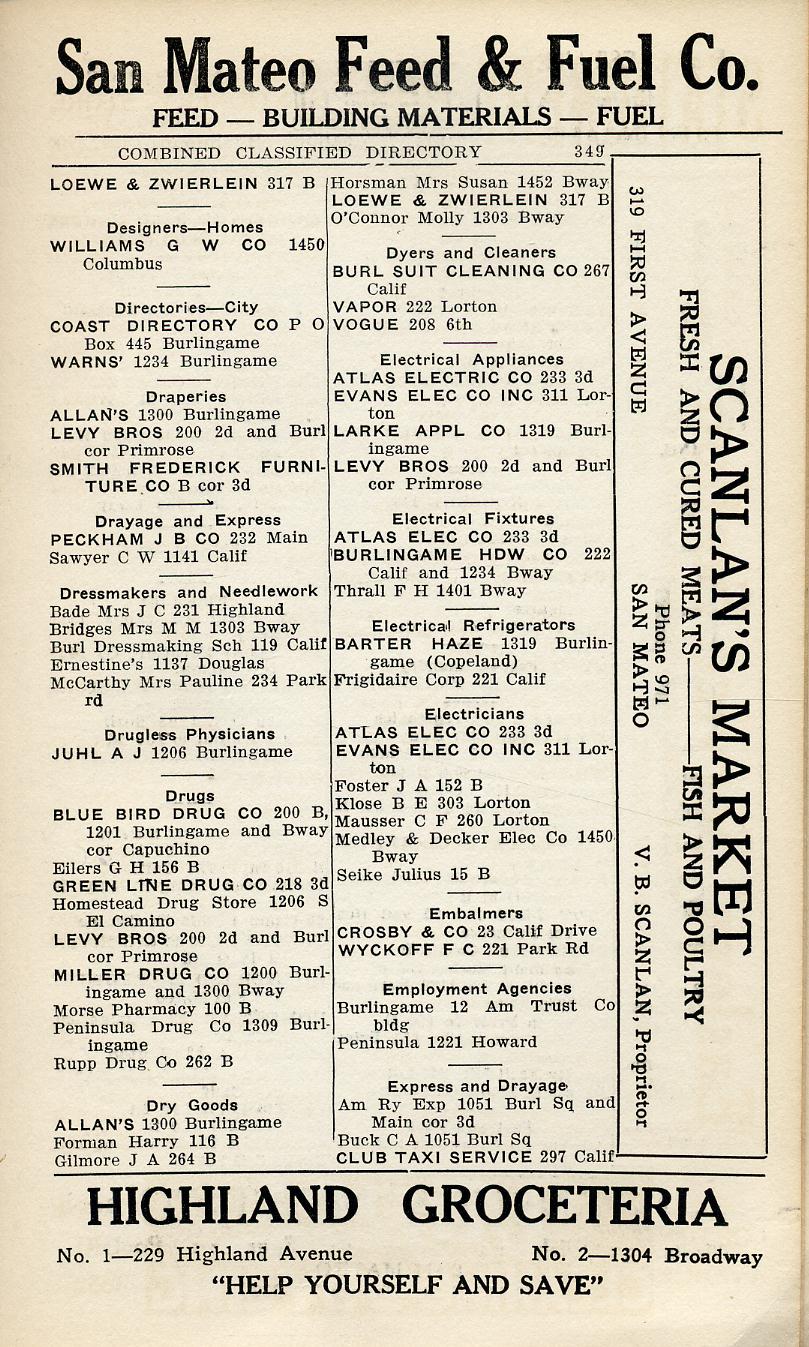 San Mateo Feed & Fuel Co.
FEED — BUILDING MATERIALS — FUEL
COMBINED CLASSIFIED DIRECTORY 349
LOEWE & ZWIERLEIN 317 B
Designers—Homes
WILLIAMS G W CO 1450
Columbus
Directories—City
COAST DIRECTORY CO P O
Box 445 Burlingame
WARNS' 1234 Burlingame
Draperies
ALLAN'S 1300 Burlingame
LEVY BROS 200 2d and Burl
cor Primrose
SMITH FREDERICK FURNI-
TURE CO B cor 3d
Drayage and Express
PECKHAM J B CO 232 Main
Sawyer C W 1141 Calif
Dressmakers and Needlework
Bade Mrs J C 231 Highland
Bridges Mrs M M 1303 Bway
Burl Dressmaking Sch 119 Calif
Ernestine's 1137 Douglas
McCarthy Mrs Pauline 234 Park
rd
Drugless Physicians
JUHL A J 1206 Burlingame
Drugs
BLUE BIRD DRUG CO 200 B,
1201 Burlingame and Bway
cor Capuchino
Eilers G H 156 B
GREEN LINE DRUG CO 218 3d
Homestead Drug Store 1206 S
El Camino
LEVY BROS 200 2d and Burl
cor Primrose
MILLER DRUG CO 1200 Burl-
ingame and 1300 Bway
Morse Pharmacy 100 B
Peninsula Drug Co 1309 Burl-
ingame
Rupp Drug Co 262 B
Dry Goods
ALLAN'S 1300 Burlingame
Forman Harry 116 B
Gilmore J A 264 B
Horsman Mrs Susan 1452 Bway
LOEWE & ZWIERLEIN 317 B
O'Connor Molly 1303 Bway
Dyers and Cleaners
BURL SUIT CLEANING CO 267
Calif
VAPOR 222 Lorton
VOGUE 208 6th
Electrical Appliances
ATLAS ELECTRIC CO 233 3d
EVANS ELEC CO INC 311 Lor-
ton
LARKE APPL CO 1319 Burl-
ingame
LEVY BROS 200 2d and Burl
cor Primrose
Electrical Fixtures
ATLAS ELEC CO 233 3d
BURLINGAME HDW CO 222
Calif and 1234 Bway
Thrall F H 1401 Bway
Electrical Refrigerators
BARTER HAZE 1319 Burlin-
game (Copeland)
Frigidaire Corp 221 Calif
Electricians
ATLAS ELEC CO 233 3d
EVANS ELEC CO INC 311 Lor-
ton
Foster J A 152 B
Klose B E 303 Lorton
Mausser C F 260 Lorton
Medley & Decker Elec Co 1450
Bway
Seike Julius 15 B
Embalmers
CROSBY & CO 23 Calif Drive
WYCKOFF F C 221 Park Rd
Employment Agencies
Burlingame 12 Am Trust Co
bldg
Peninsula 1221 Howard
Express and Drayage
Am Ry Exp 1051 Burl Sq and
Main cor 3d
Buck C A 1051 Burl Sq
CLUB TAXI SERVICE 297 Calif
SCANLAN'S MARKET
FRESH AND CURED MEATS——FISH AND POULTRY
Phone 971
319 FIRST AVENUE SAN MATEO V. B. SCANLAN, Proprietor
HIGHLAND GROCETERIA
No. 1—229 Highland Avenue No. 2—1304 Broadway
"HELP YOURSELF AND SAVE"